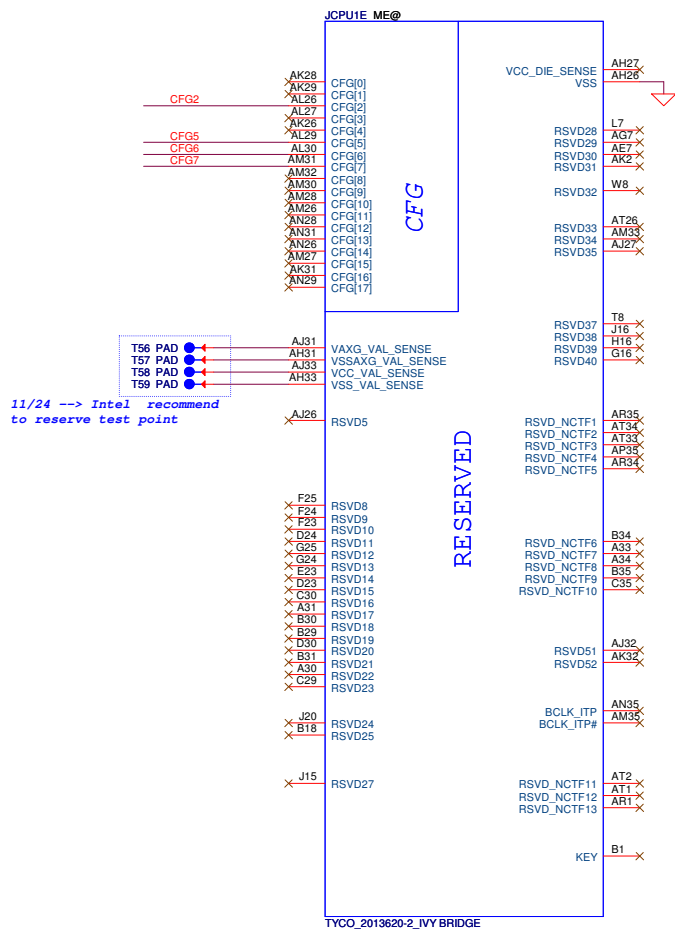 JCPU1E ME@
AK28 CFG[0]
AK29 CFG[1]
CFG2 AL26 CFG[2]
AL27 CFG[3]
AK26 CFG[4]
CFG5 AL29 CFG[5]
CFG6 AL30 CFG[6]
CFG7 AM31 CFG[7]
AM32 CFG[8]
AM30 CFG[9]
AM28 CFG[10]
AM26 CFG[11]
AN28 CFG[12]
AN31 CFG[13]
AN26 CFG[14]
AM27 CFG[15]
AK31 CFG[16]
AN29 CFG[17]
CFG
T56 PAD AJ31 VAXG_VAL_SENSE
T57 PAD AH31 VSSAXG_VAL_SENSE
T58 PAD AJ33 VCC_VAL_SENSE
T59 PAD AH33 VSS_VAL_SENSE
11/24 --> Intel recommend
to reserve test point
AJ26 RSVD5
RESERVED
F25 RSVD8
F24 RSVD9
F23 RSVD10
D24 RSVD11
G25 RSVD12
G24 RSVD13
E23 RSVD14
D23 RSVD15
C30 RSVD16
A31 RSVD17
B30 RSVD18
B29 RSVD19
D30 RSVD20
B31 RSVD21
A30 RSVD22
C29 RSVD23
J20 RSVD24
B18 RSVD25
J15 RSVD27
VCC_DIE_SENSE AH27
VSS AH26
RSVD28 L7
RSVD29 AG7
RSVD30 AE7
RSVD31 AK2
RSVD32 W8
RSVD33 AT26
RSVD34 AM33
RSVD35 AJ27
RSVD37 T8
RSVD38 J16
RSVD39 H16
RSVD40 G16
RSVD_NCTF1 AR35
RSVD_NCTF2 AT34
RSVD_NCTF3 AT33
RSVD_NCTF4 AP35
RSVD_NCTF5 AR34
RSVD_NCTF6 B34
RSVD_NCTF7 A33
RSVD_NCTF8 A34
RSVD_NCTF9 B35
RSVD_NCTF10 C35
RSVD51 AJ32
RSVD52 AK32
BCLK_ITP AN35
BCLK_ITP# AM35
RSVD_NCTF11 AT2
RSVD_NCTF12 AT1
RSVD_NCTF13 AR1
KEY B1
TYCO_2013620-2_IVY BRIDGE